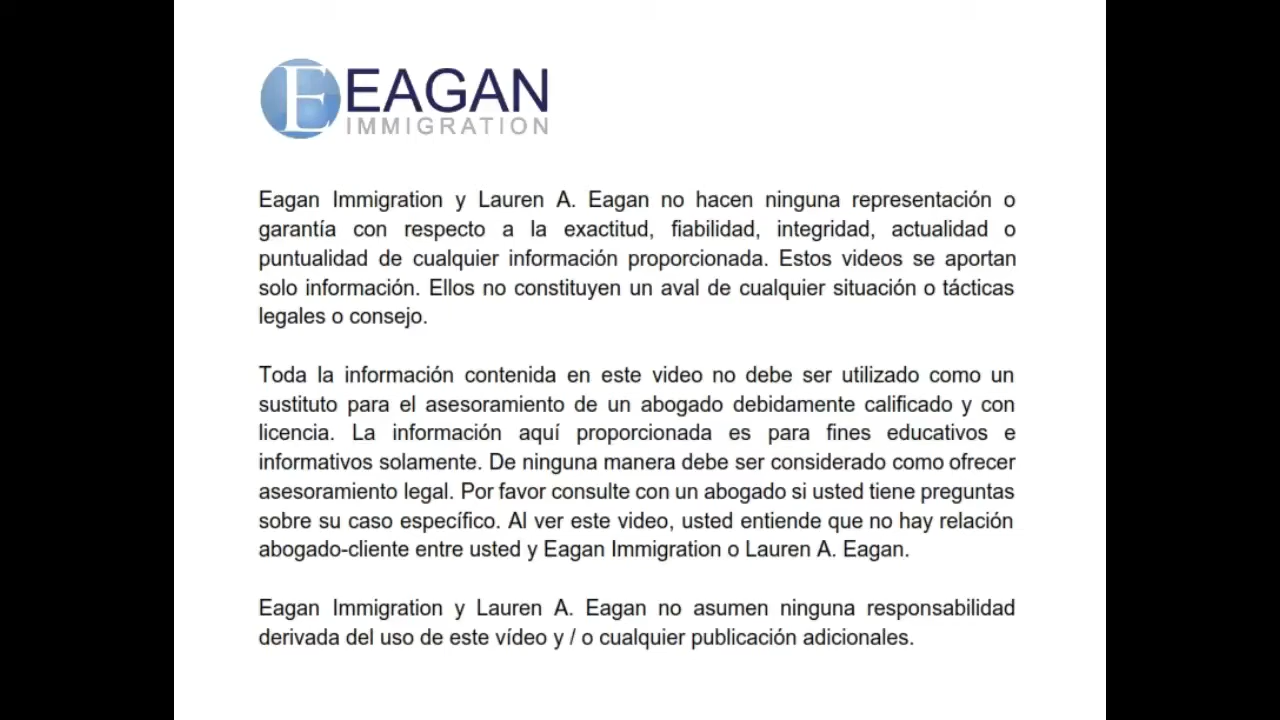 E EAGAN
IMMIGRATION
Eagan Immigration y Lauren A. Eagan no hacen ninguna representación o
garantía con respecto a la exactitud, fiabilidad, integridad, actualidad o
puntualidad de cualquier información proporcionada. Estos videos se aportan
solo información. Ellos no constituyen un aval de cualquier situación o tácticas
legales o consejo.
Toda la información contenida en este video no debe ser utilizado como un
sustituto para el asesoramiento de un abogado debidamente calificado y con
licencia. La información aquí proporcionada es para fines educativos e
informativos solamente. De ninguna manera debe ser considerado como ofrecer
asesoramiento legal. Por favor consulte con un abogado si usted tiene preguntas
sobre su caso específico. Al ver este video, usted entiende que no hay relación
abogado-cliente entre usted y Eagan Immigration o Lauren A. Eagan.
Eagan Immigration y Lauren A. Eagan no asumen ninguna responsabilidad
derivada del uso de este vídeo y / o cualquier publicación adicionales.